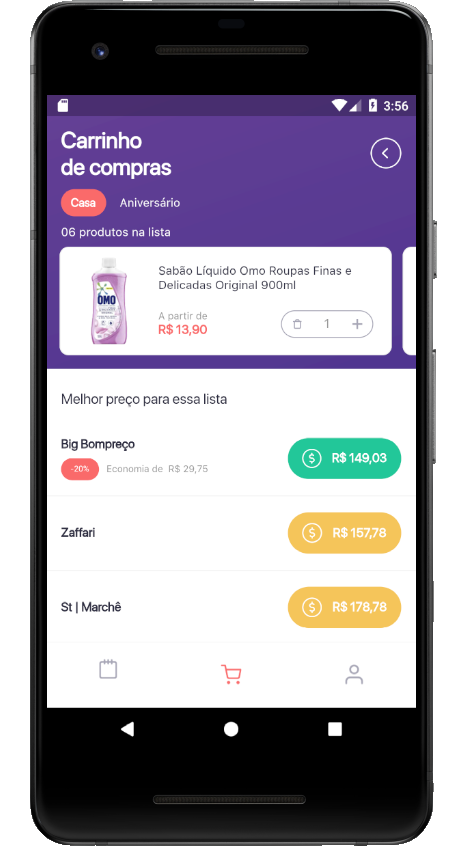 3:56
Carrinho
de compras
Casa
Aniversário
06 produtos na lista
OMO
Sabão Líquido Omo Roupas Finas e
Delicadas Original 900ml
A partir de
R$ 13,90
1
Melhor preço para essa lista
Big Bompreço
-20%
Economia de R$ 29,75
$ R$ 149,03
Zaffari
$ R$ 157,78
St | Marchê
$ R$ 178,78